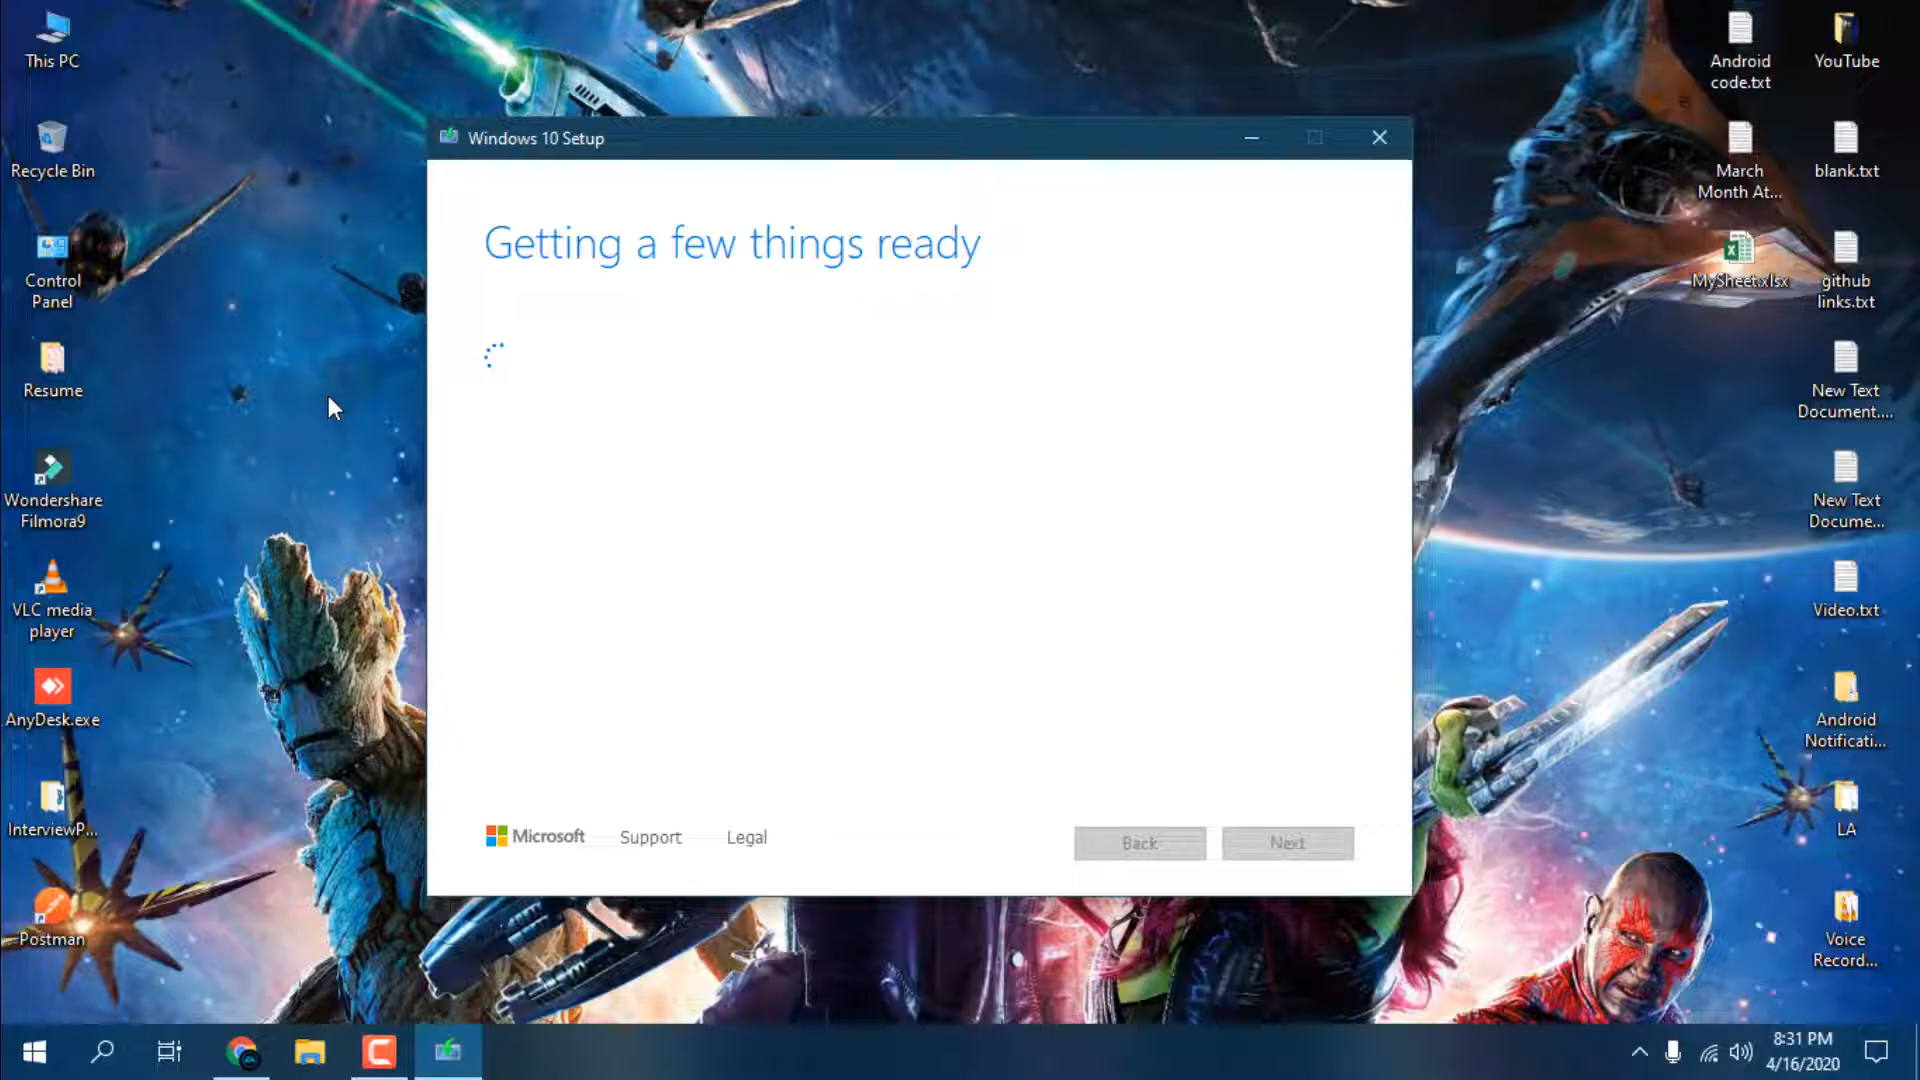 This PC
Recycle Bin
Control
Panel
Resume
Wondershare
Filmora9
VLC media
player
AnyDesk.exe
InterviewP...
Postman
Windows 10 Setup
Getting a few things ready
Microsoft
Support
Legal
Back
Next
Android
code.txt
March
Month At...
MySheet.xlsx
YouTube
blank.txt
github
links.txt
New Text
Document....
New Text
Docume...
Video.txt
Android
Notificati...
LA
Voice
Record...
8:31 PM
4/16/2020